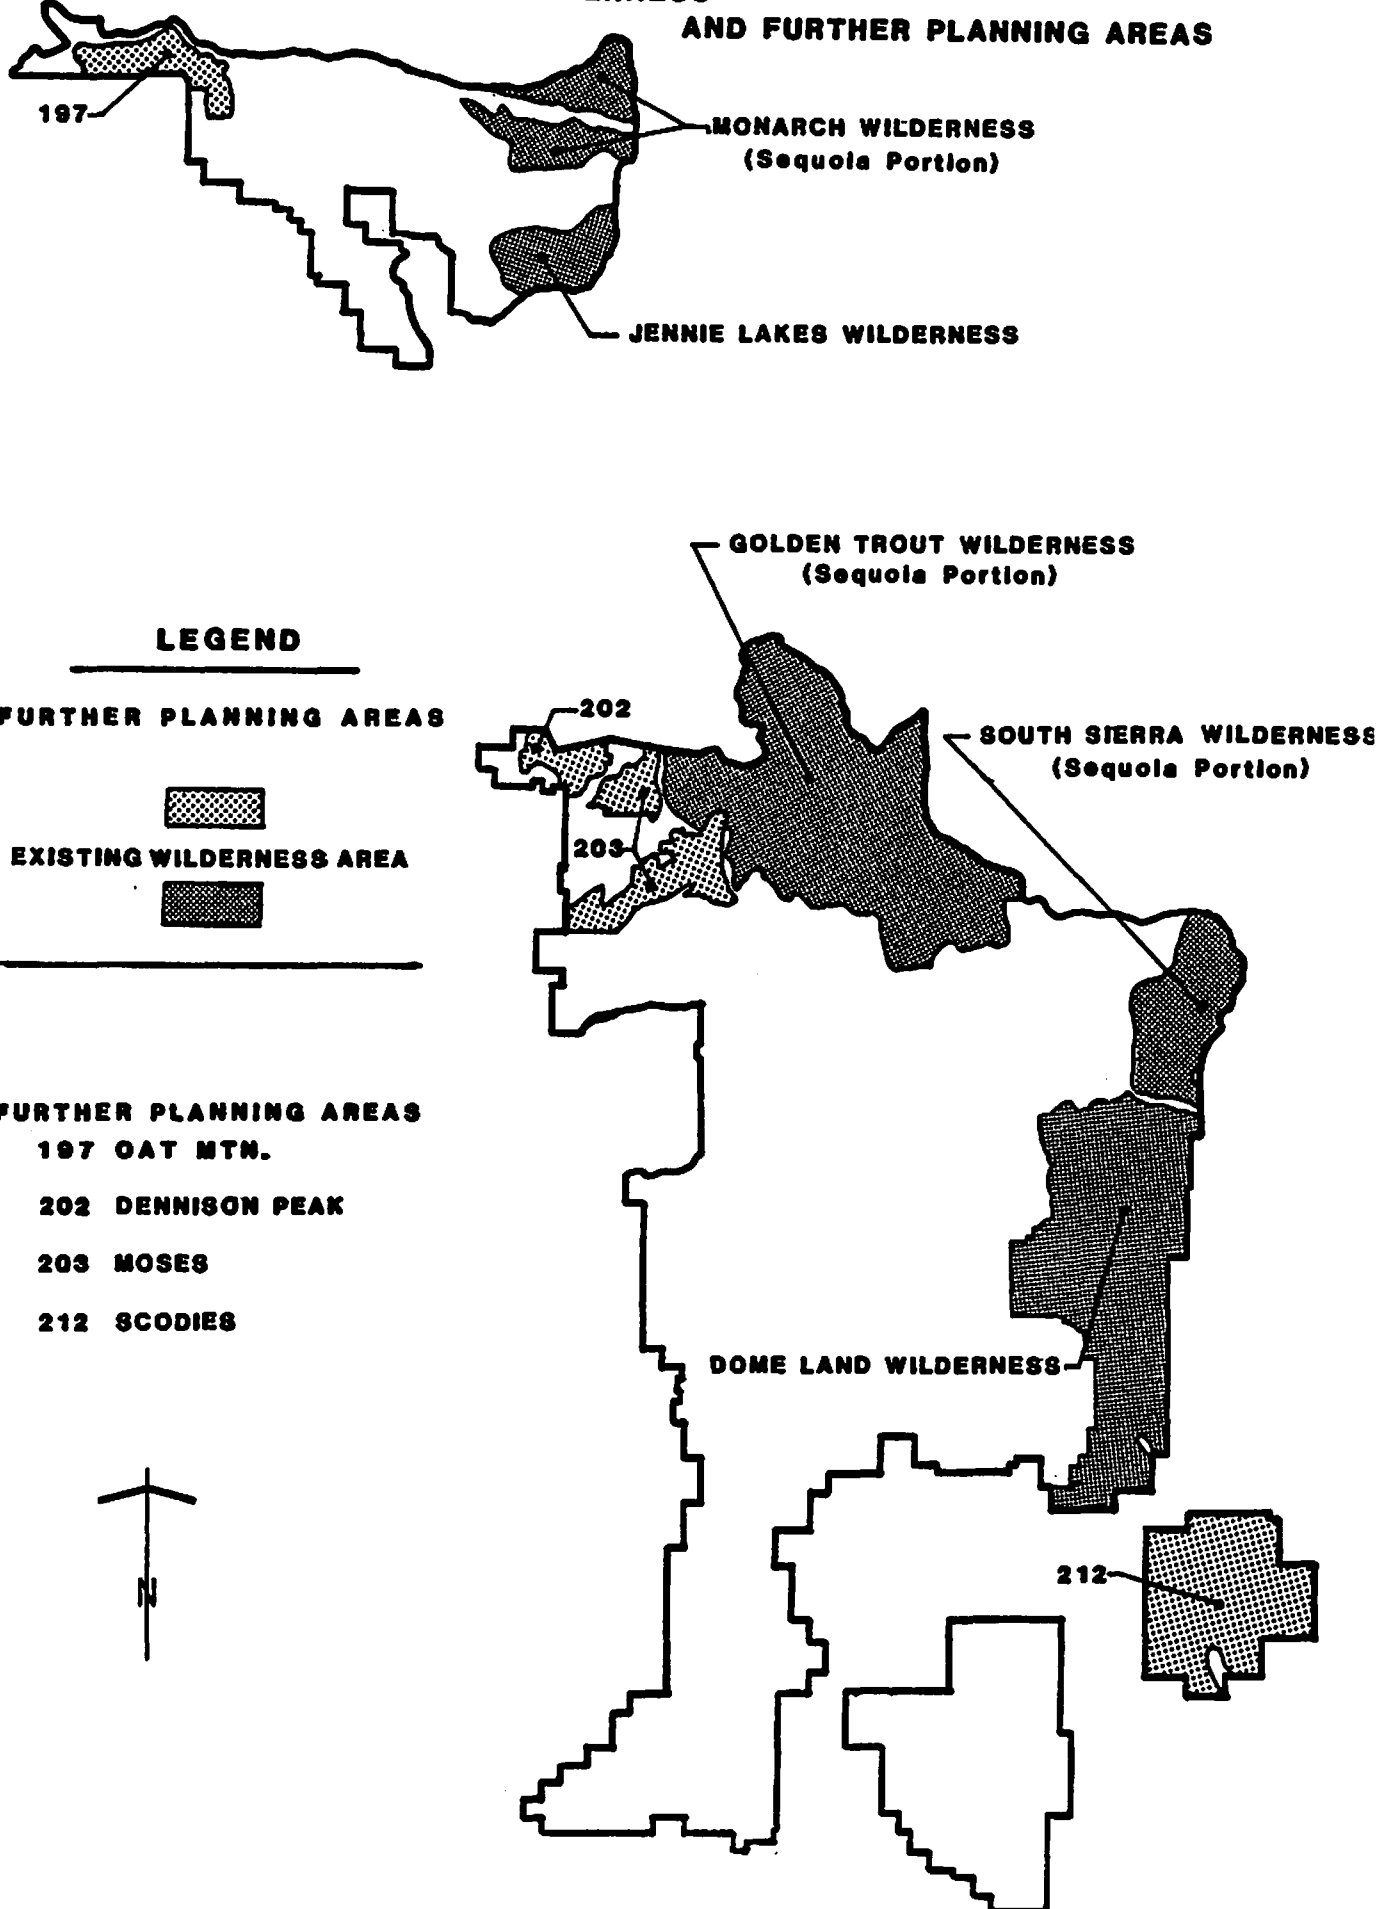 AND FURTHER PLANNING AREAS
197
MONARCH WILDERNESS
(Sequoia Portion)
JENNIE LAKES WILDERNESS
GOLDEN TROUT WILDERNESS
(Sequoia Portion)
LEGEND
FURTHER PLANNING AREAS
202
SOUTH SIERRA WILDERNESS
(Sequoia Portion)
EXISTING WILDERNESS AREA
203
FURTHER PLANNING AREAS
197 OAT MTN.
202 DENNISON PEAK
203 MOSES
212 SCODIES
DOME LAND WILDERNESS
N
212